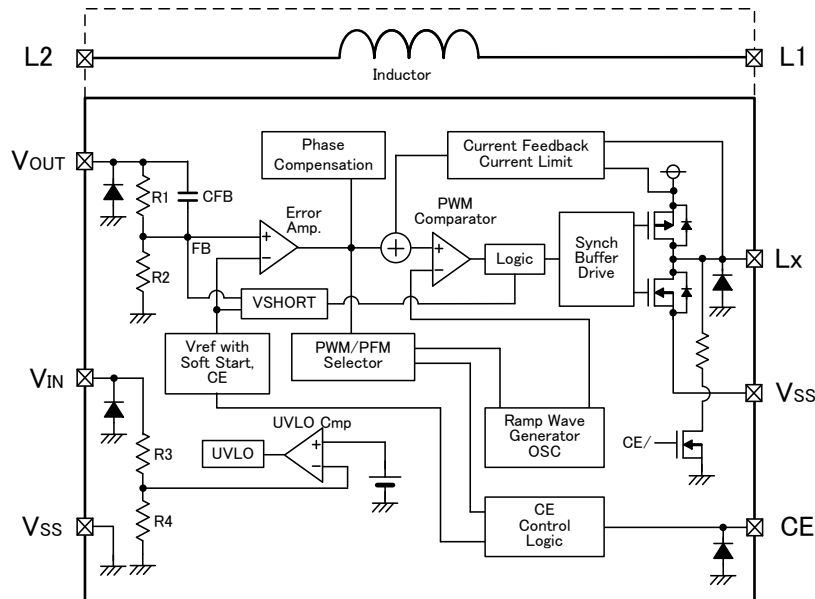 L2
L1
Inductor
VOUT
Phase
Compensation
Current Feedback
Current Limit
R1
CFB
Error
Amp.
PWM
Comparator
+
−
FB
+
+
−
Logic
Synch
Buffer
Drive
Lx
R2
VSHORT
Vref with
Soft Start,
CE
PWM/PFM
Selector
VIN
VSS
UVLO Cmp
Ramp Wave
Generator
OSC
CE/
R3
UVLO
+
−
R4
VSS
CE
Control
Logic
CE